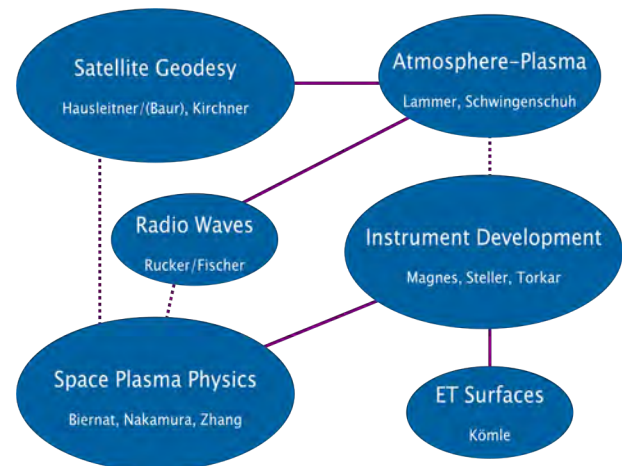 Satellite Geodesy
Hausleitner/(Baur), Kirchner
Atmosphere-Plasma
Lammer, Schwingenschuh
Radio Waves
Rucker/Fischer
Instrument Development
Magnes, Steller, Torkar
Space Plasma Physics
Biernat, Nakamura, Zhang
ET Surfaces
Kömle